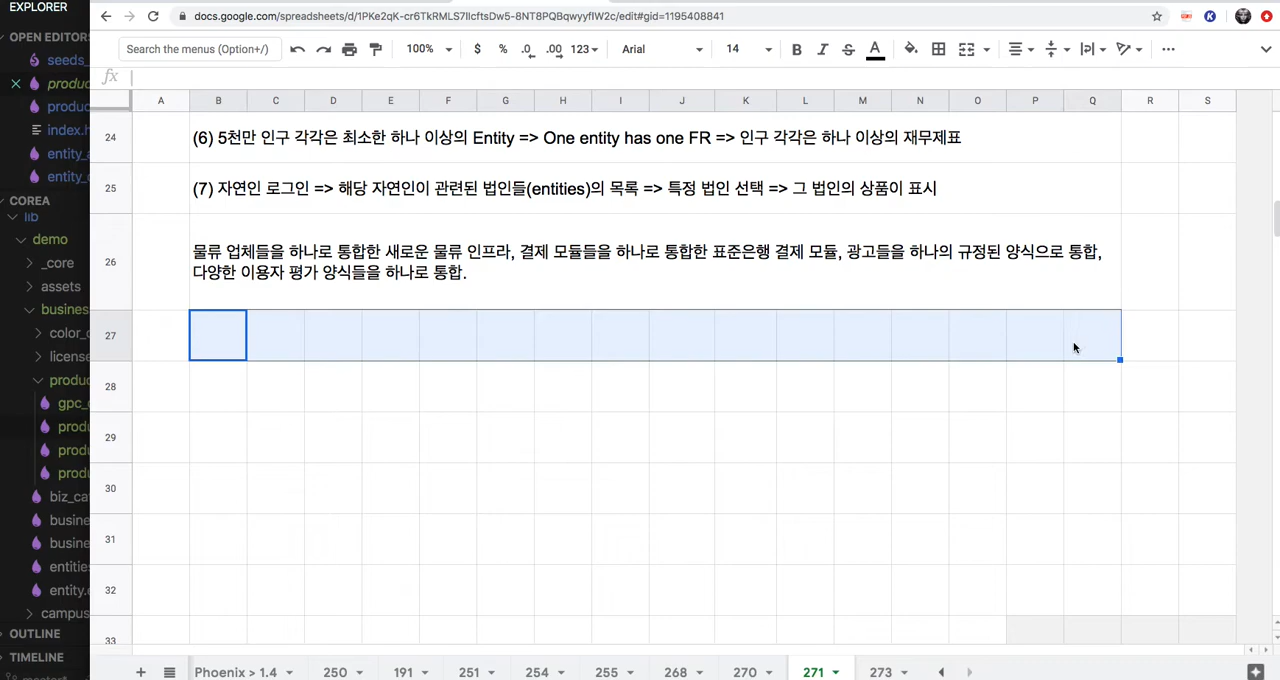 EXPLORER
OPEN EDITORS
seeds_
produc
produc
index.h
entity_a
entity_c
COREA
lib
demo
_core
assets
busines
color_c
license
produc
gpc_c
produ
produ
produ
biz_cat
busine
busine
entities
entity.e
campus
OUTLINE
TIMELINE
master*
docs.google.com/spreadsheets/d/1PKe2qK-cr6TkRMLS7IlcftsDw5-8NT8PQBqwyyflW2c/edit#gid=1195408841
Search the menus (Option+/)
100%
$ % .0 .00 123
Arial
14
B I S A
fx
A B C D E F G H I J K L M N O P Q R S
24 (6) 5천만 인구 각각은 최소한 하나 이상의 Entity => One entity has one FR => 인구 각각은 하나 이상의 재무제표
25 (7) 자연인 로그인 => 해당 자연인이 관련된 법인들(entities)의 목록 => 특정 법인 선택 => 그 법인의 상품이 표시
26 물류 업체들을 하나로 통합한 새로운 물류 인프라, 결제 모듈들을 하나로 통합한 표준은행 결제 모듈, 광고들을 하나의 규정된 양식으로 통합,
다양한 이용자 평가 양식들을 하나로 통합.
27
28
29
30
31
32
33
Phoenix > 1.4 250 191 251 254 255 268 270 271 273